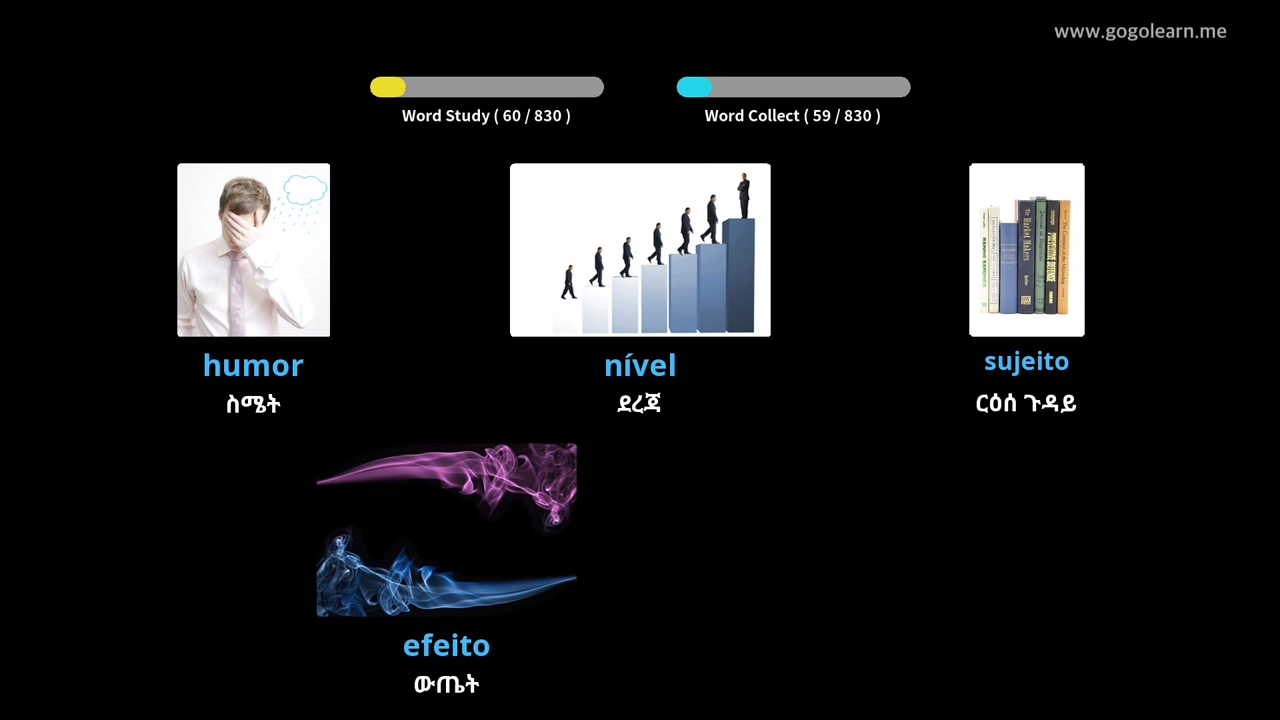 www.gogolearn.me
Word Study ( 60 / 830 )
Word Collect ( 59 / 830 )
humor
ስሜት
nível
ደረጃ
sujeito
ርዕሰ ጉዳይ
efeito
ውጤት